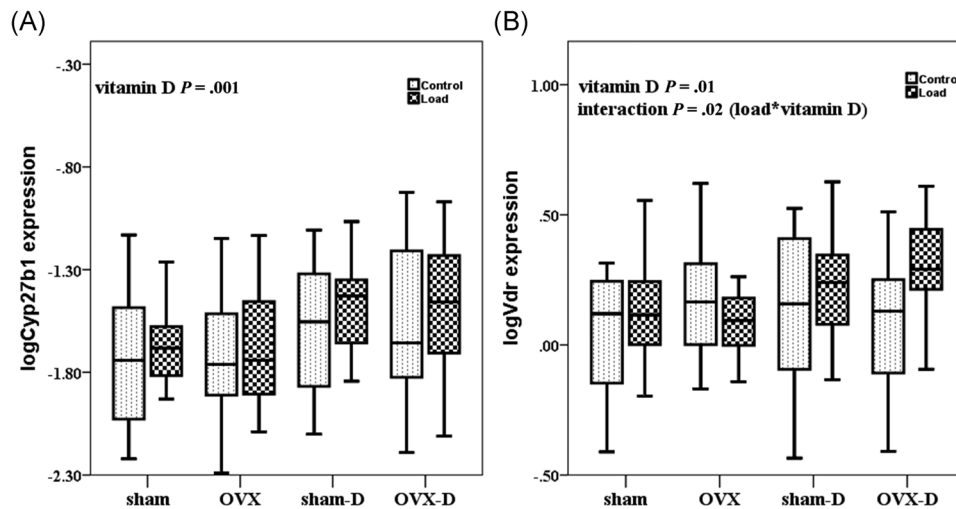 (A)
-.30
-.80
-1.30
-1.80
-2.30
logCyp27b1 expression
vitamin D P = .001
Control
Load
sham
OVX
sham-D
OVX-D
(B)
1.00
.50
.00
-.50
logVdr expression
vitamin D P = .01
interaction P = .02 (load*vitamin D)
Control
Load
sham
OVX
sham-D
OVX-D